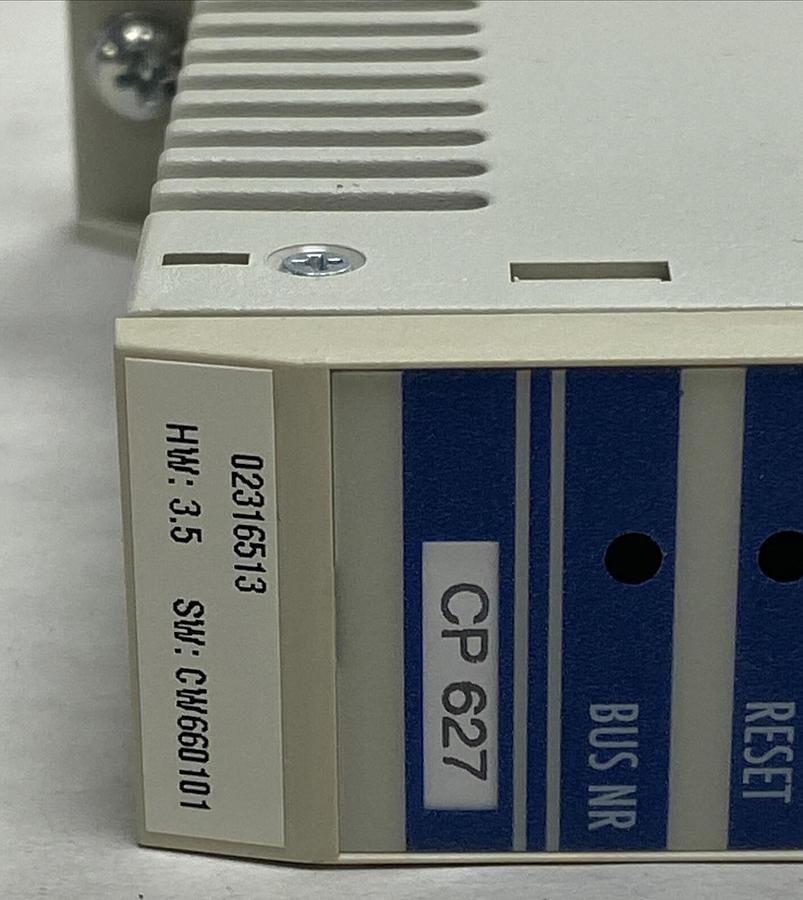 02316513
HW: 3.5 SW: CW660101
CP 627
BUS NR
RESET